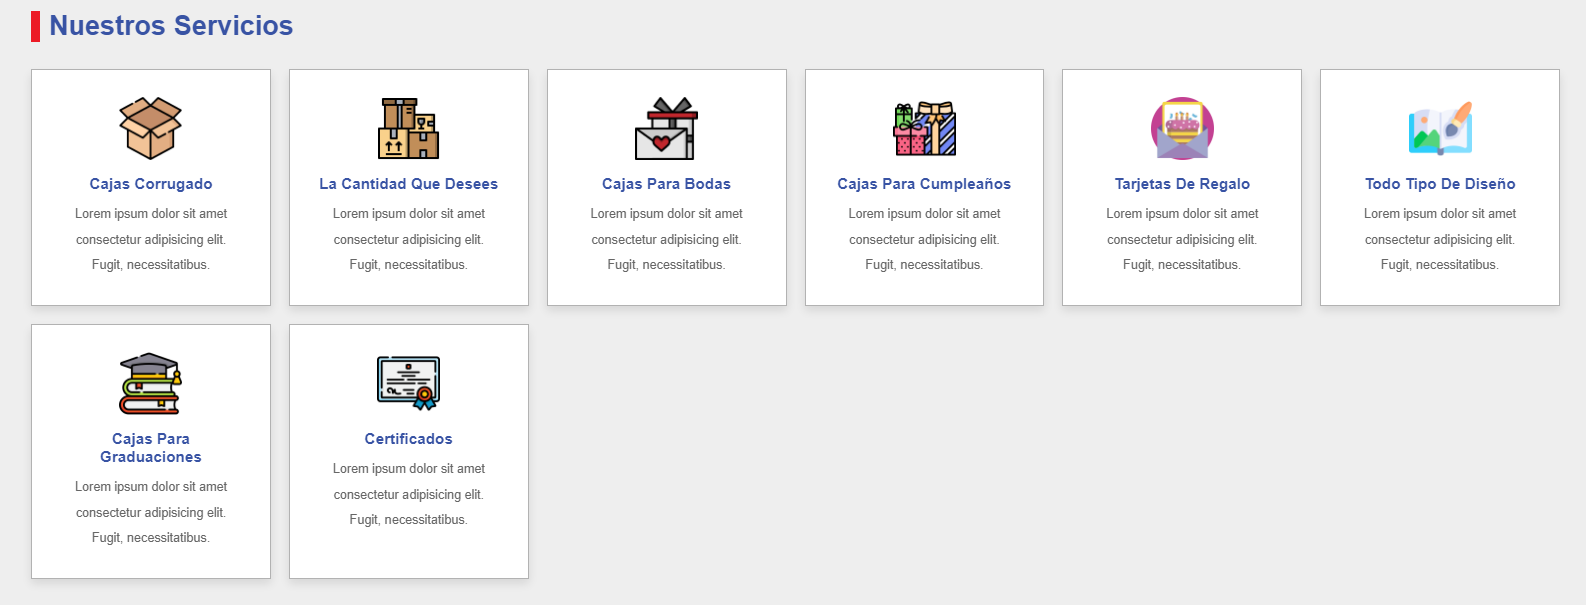 Nuestros Servicios
Cajas Corrugado
Lorem ipsum dolor sit amet
consectetur adipisicing elit.
Fugit, necessitatibus.
La Cantidad Que Desees
Lorem ipsum dolor sit amet
consectetur adipisicing elit.
Fugit, necessitatibus.
Cajas Para Bodas
Lorem ipsum dolor sit amet
consectetur adipisicing elit.
Fugit, necessitatibus.
Cajas Para Cumpleaños
Lorem ipsum dolor sit amet
consectetur adipisicing elit.
Fugit, necessitatibus.
Tarjetas De Regalo
Lorem ipsum dolor sit amet
consectetur adipisicing elit.
Fugit, necessitatibus.
Todo Tipo De Diseño
Lorem ipsum dolor sit amet
consectetur adipisicing elit.
Fugit, necessitatibus.
Cajas Para
Graduaciones
Lorem ipsum dolor sit amet
consectetur adipisicing elit.
Fugit, necessitatibus.
Certificados
Lorem ipsum dolor sit amet
consectetur adipisicing elit.
Fugit, necessitatibus.